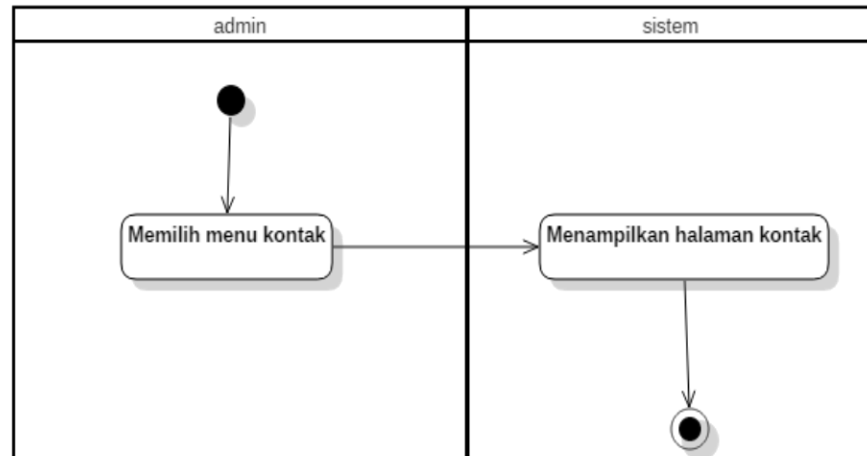 admin
sistem
Memilih menu kontak
Menampilkan halaman kontak